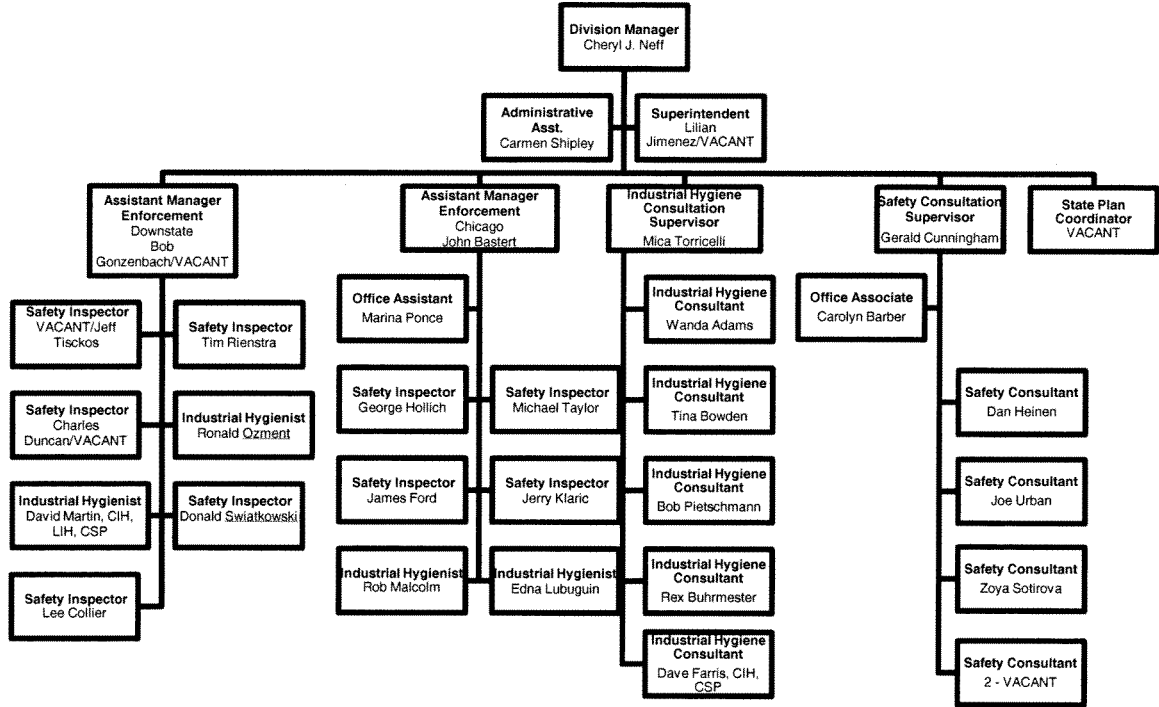 Division Manager
Cheryl J. Neff
Administrative
Asst.
Carmen Shipley
Superintendent
Lilian
Jimenez/VACANT
Assistant Manager
Enforcement
Downstate
Bob
Gonzenbach/VACANT
Assistant Manager
Enforcement
Chicago
John Bastert
Industrial Hygiene
Consultation
Supervisor
Mica Torricelli
Safety Consultation
Supervisor
Gerald Cunningham
State Plan
Coordinator
VACANT
Safety Inspector
VACANT/Jeff
Tisckos
Safety Inspector
Tim Rienstra
Safety Inspector
Charles
Duncan/VACANT
Industrial Hygienist
Ronald Ozment
Industrial Hygienist
David Martin, CIH,
LIH, CSP
Safety Inspector
Donald Swiatkowski
Safety Inspector
Lee Collier
Office Assistant
Marina Ponce
Safety Inspector
George Hollich
Safety Inspector
Michael Taylor
Safety Inspector
James Ford
Safety Inspector
Jerry Klaric
Industrial Hygienist
Rob Malcolm
Industrial Hygienist
Edna Lubuguin
Industrial Hygiene
Consultant
Wanda Adams
Industrial Hygiene
Consultant
Tina Bowden
Industrial Hygiene
Consultant
Bob Pietschmann
Industrial Hygiene
Consultant
Rex Buhrmester
Industrial Hygiene
Consultant
Dave Farris, CIH,
CSP
Office Associate
Carolyn Barber
Safety Consultant
Dan Heinen
Safety Consultant
Joe Urban
Safety Consultant
Zoya Sotirova
Safety Consultant
2 - VACANT